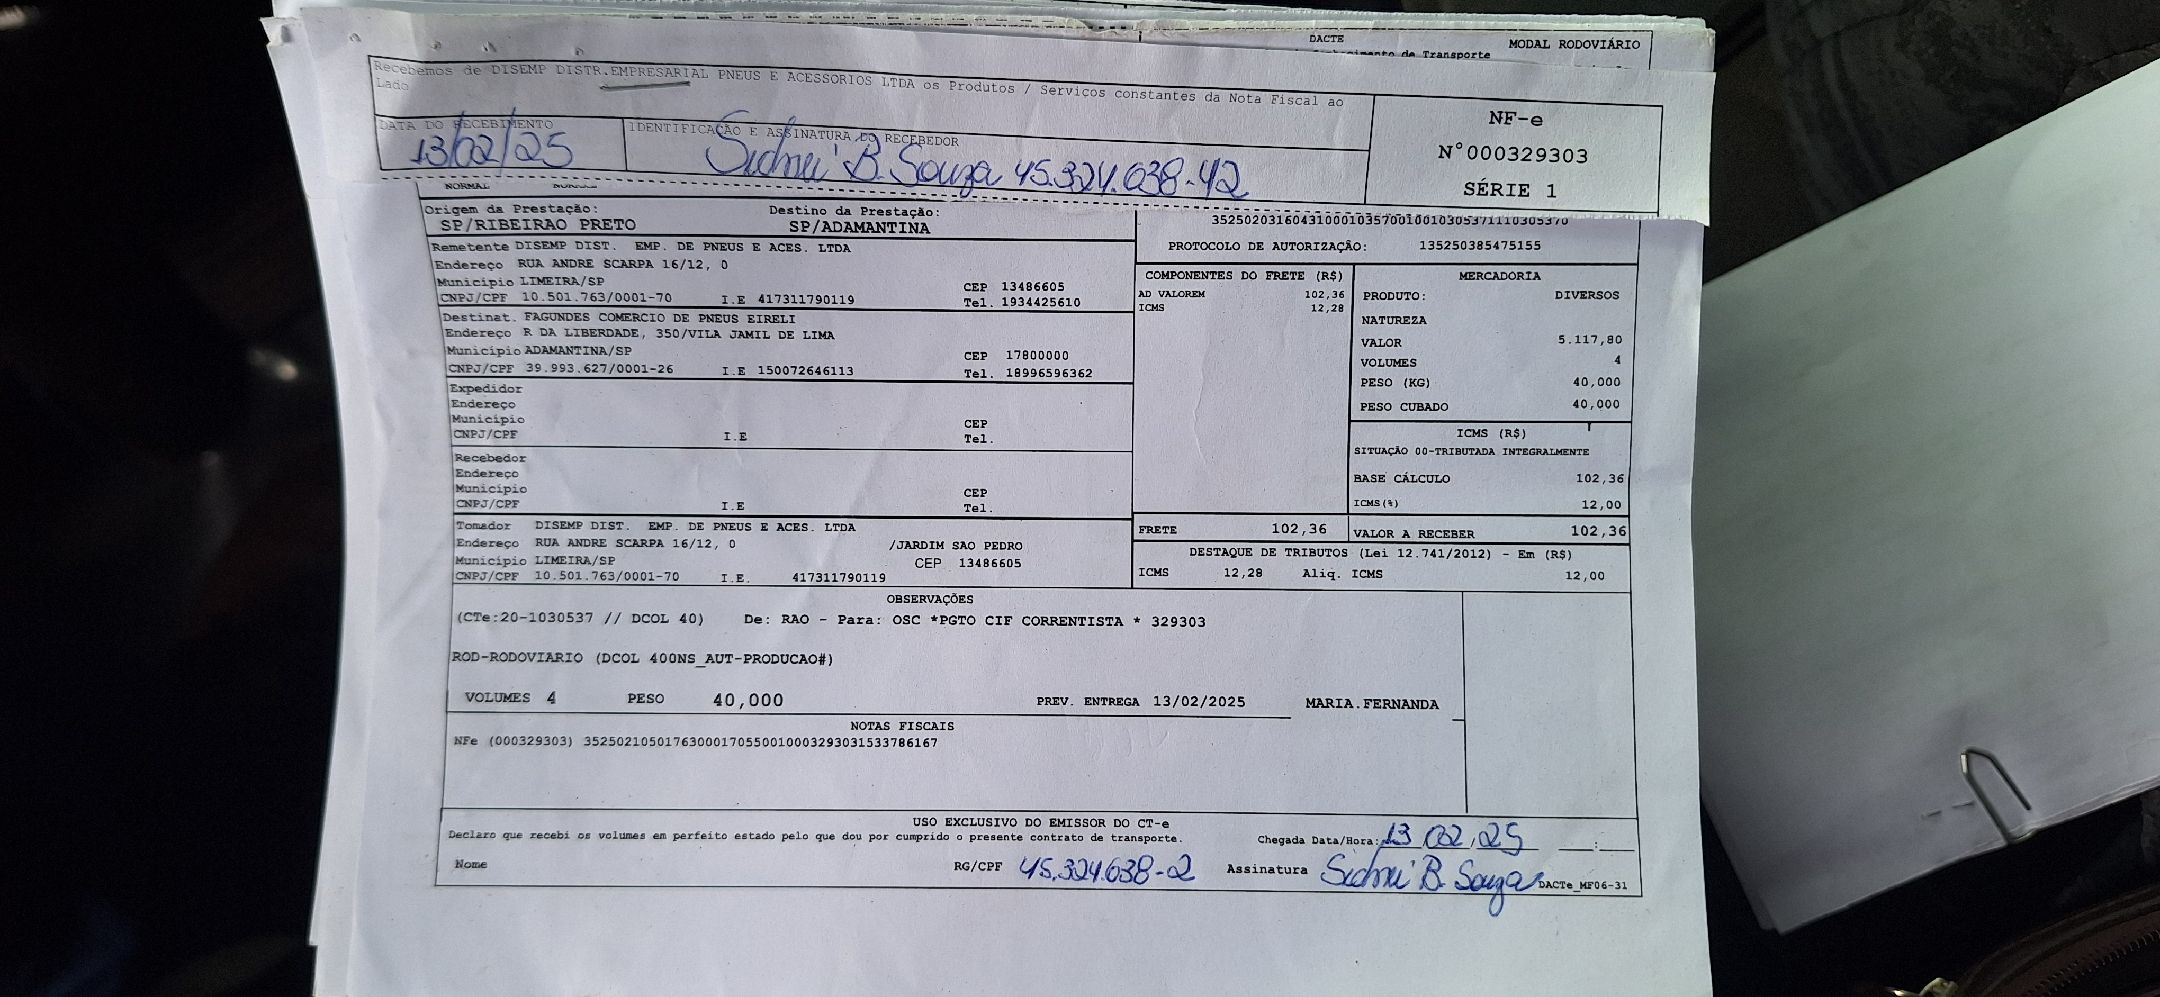 DACTE
MODAL RODOVIÁRIO
de Transporte
Recebemos de DISEMP DISTR.EMPRESARIAL PNEUS E ACESSORIOS LTDA os Produtos / Serviços constantes da Nota Fiscal ao
Lado
NF-e
DATA DO RECEBIMENTO
IDENTIFICAÇÃO E ASSINATURA DO RECEBEDOR
13/02/25
Sidnei B. Souza 45.324.638-42
N°000329303
SÉRIE 1
NORMAL
Origem da Prestação:
Destino da Prestação:
SP/RIBEIRAO PRETO
SP/ADAMANTINA
PROTOCOLO DE AUTORIZAÇÃO: 135250385475155
Remetente DISEMP DIST. EMP. DE PNEUS E ACES. LTDA
Endereço RUA ANDRE SCARPA 16/12, 0
Município LIMEIRA/SP
CEP 13486605
CNPJ/CPF 10.501.763/0001-70 I.E 417311790119 Tel. 1934425610
Destinat. FAGUNDES COMERCIO DE PNEUS EIRELI
Endereço R DA LIBERDADE, 350/VILA JAMIL DE LIMA
Município ADAMANTINA/SP
CEP 17800000
CNPJ/CPF 39.993.627/0001-26 I.E 150072646113 Tel. 18996596362
Expedidor
Endereço
Município
CEP
CNPJ/CPF I.E Tel.
Recebedor
Endereço
Município
CEP
CNPJ/CPF I.E Tel.
Tomador DISEMP DIST. EMP. DE PNEUS E ACES. LTDA
Endereço RUA ANDRE SCARPA 16/12, 0 /JARDIM SAO PEDRO
Município LIMEIRA/SP CEP 13486605
CNPJ/CPF 10.501.763/0001-70 I.E. 417311790119
COMPONENTES DO FRETE (R$)
AD VALOREM 102,36
ICMS 12,28
MERCADORIA
PRODUTO: DIVERSOS
NATUREZA
VALOR 5.117,80
VOLUMES 4
PESO (KG) 40,000
PESO CUBADO 40,000
ICMS (R$)
SITUAÇÃO 00-TRIBUTADA INTEGRALMENTE
BASE CÁLCULO 102,36
ICMS(%) 12,00
FRETE 102,36
VALOR A RECEBER 102,36
DESTAQUE DE TRIBUTOS (Lei 12.741/2012) - Em (R$)
ICMS 12,28 Aliq. ICMS 12,00
OBSERVAÇÕES
(CTe:20-1030537 // DCOL 40) De: RAO - Para: OSC *PGTO CIF CORRENTISTA * 329303
ROD-RODOVIARIO (DCOL 400NS_AUT-PRODUCAO#)
VOLUMES 4 PESO 40,000 PREV. ENTREGA 13/02/2025 MARIA.FERNANDA
NOTAS FISCAIS
NFe (000329303) 35250210501763000170550010003293031533786167
USO EXCLUSIVO DO EMISSOR DO CT-e
Declaro que recebi os volumes em perfeito estado pelo que dou por cumprido o presente contrato de transporte.
Chegada Data/Hora: 13 02,25 __:__
Nome RG/CPF 45.324.638-2 Assinatura Sidnei B. Souza
DACTe_MF06-31